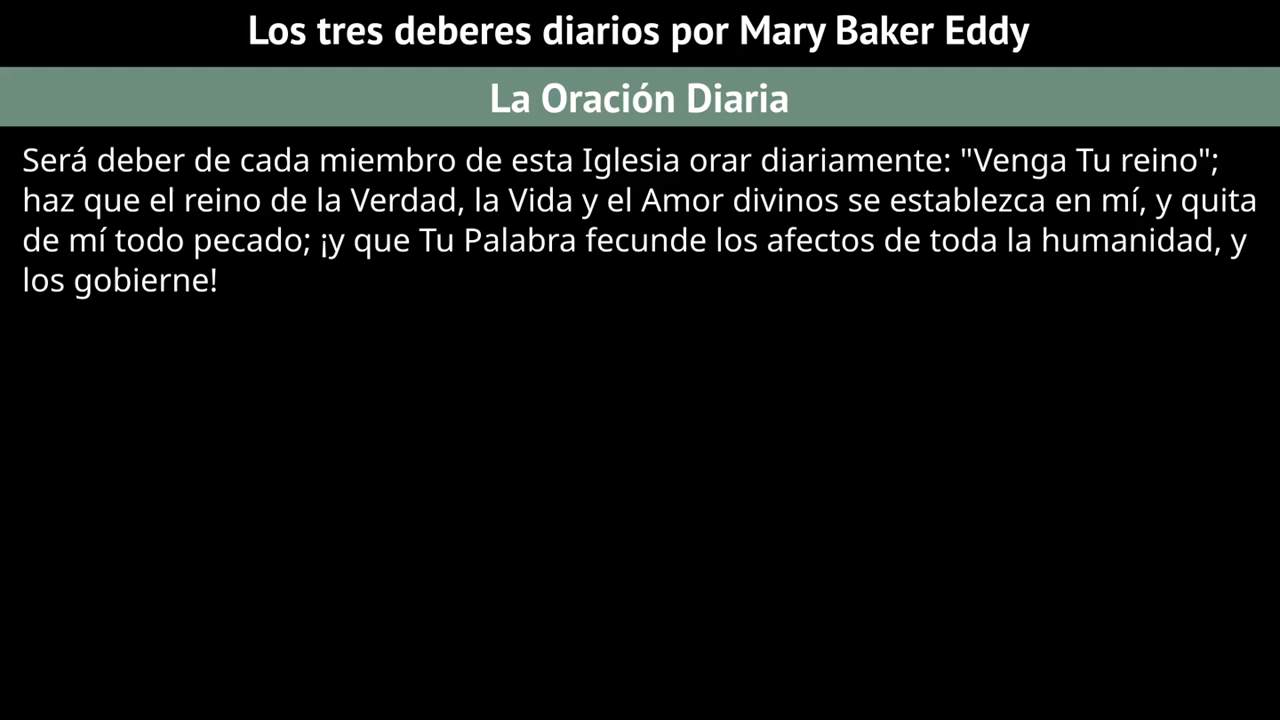 Los tres deberes diarios por Mary Baker Eddy
La Oración Diaria
Será deber de cada miembro de esta Iglesia orar diariamente: "Venga Tu reino";
haz que el reino de la Verdad, la Vida y el Amor divinos se establezca en mí, y quita
de mí todo pecado; ¡y que Tu Palabra fecunde los afectos de toda la humanidad, y
los gobierne!